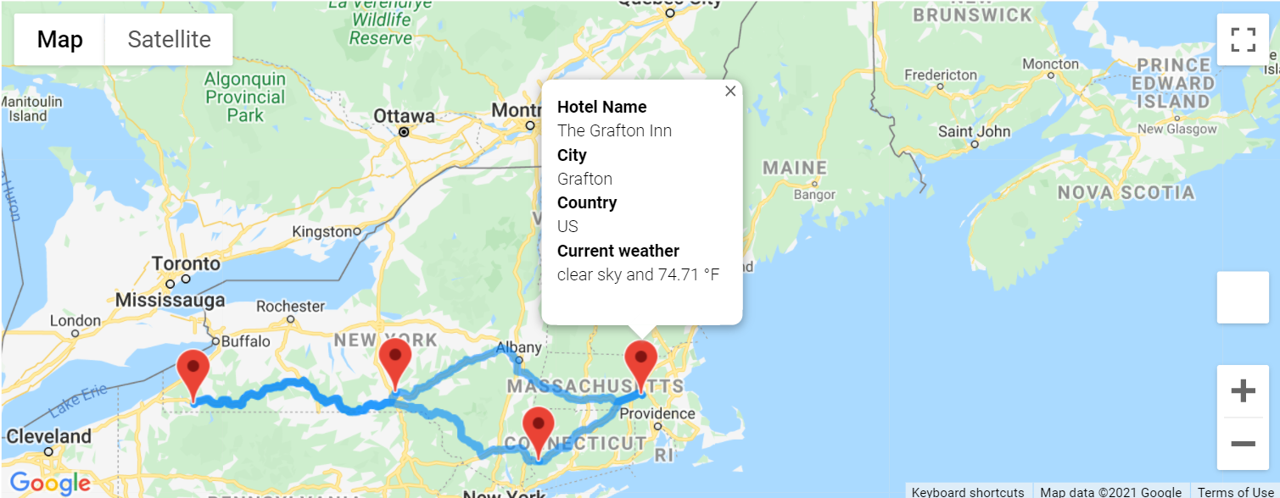 Map
Satellite
La Verendrye
Wildlife
Reserve
Quebec City
NEW
BRUNSWICK
Algonquin
Provincial
Park
Manitoulin
Island
Ottawa
Montr
Fredericton
Moncton
PRINCE
EDWARD
ISLAND
New Glasgow
Saint John
MAINE
Bangor
NOVA SCOTIA
Hotel Name
The Grafton Inn
City
Grafton
Country
US
Current weather
clear sky and 74.71 °F
Kingston
Toronto
Mississauga
London
Rochester
Buffalo
NEW YORK
Albany
MASSACHUSETTS
Providence
CONNECTICUT
RI
Lake Erie
Cleveland
New York
PENNSYLVANIA
Google
Keyboard shortcuts
Map data ©2021 Google
Terms of Use